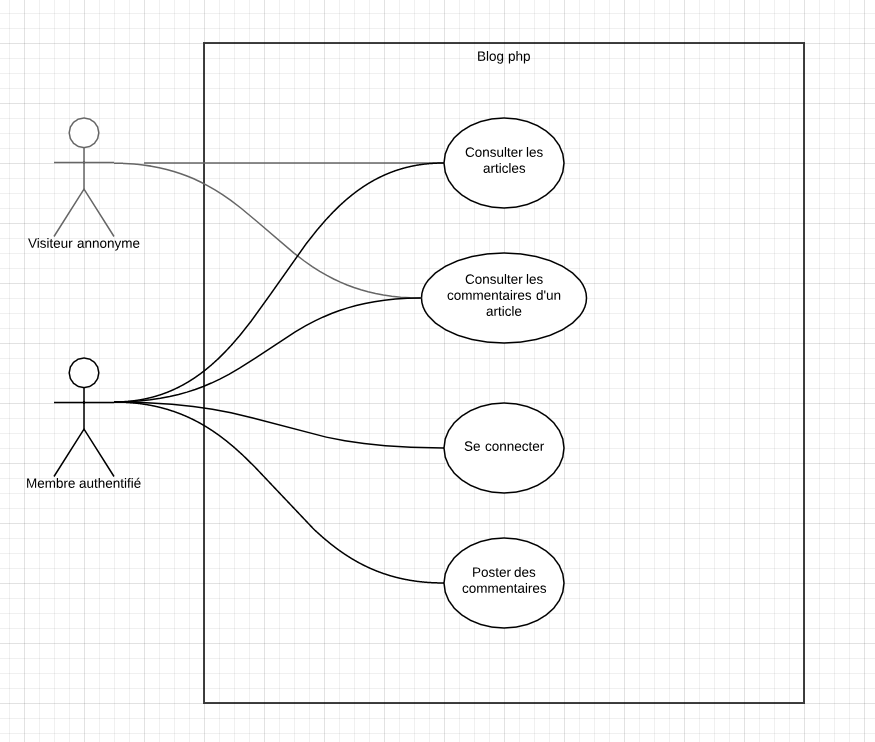 Blog php
Consulter les
articles
Visiteur annonyme
Consulter les
commentaires d'un
article
Se connecter
Membre authentifié
Poster des
commentaires